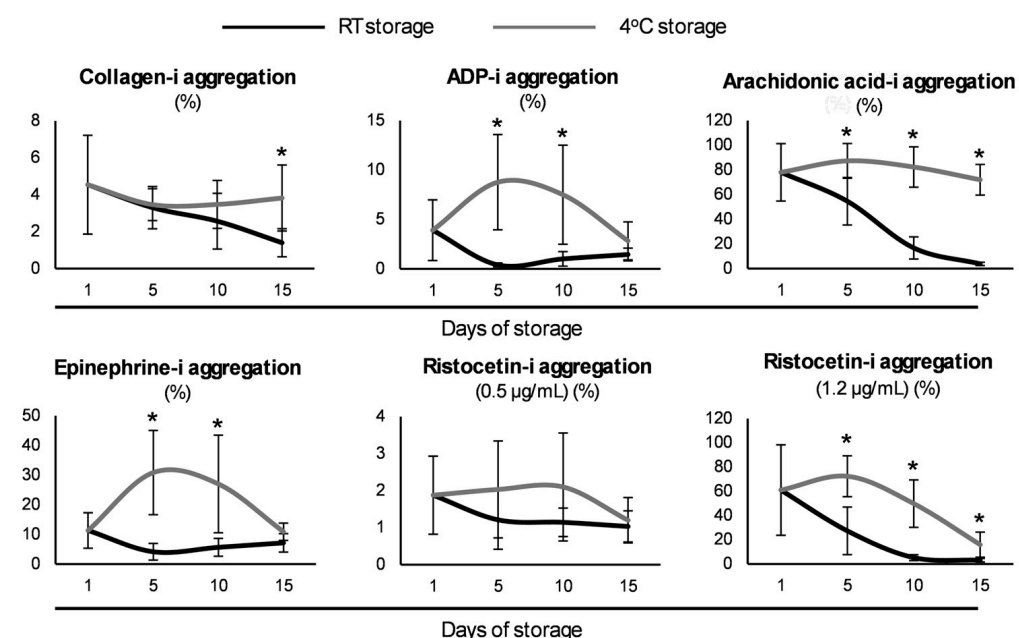 RT storage 4ºC storage
Collagen-i aggregation
(%)
8
6
4
2
0
*
1 5 10 15
ADP-i aggregation
(%)
15
10
5
0
* *
1 5 10 15
Arachidonic acid-i aggregation
(%) (%)
120
100
80
60
40
20
0
* * *
1 5 10 15
Days of storage
Epinephrine-i aggregation
(%)
50
40
30
20
10
0
* *
1 5 10 15
Ristocetin-i aggregation
(0.5 µg/mL) (%)
4
3
2
1
0
1 5 10 15
Ristocetin-i aggregation
(1.2 µg/mL) (%)
120
100
80
60
40
20
0
* * *
1 5 10 15
Days of storage